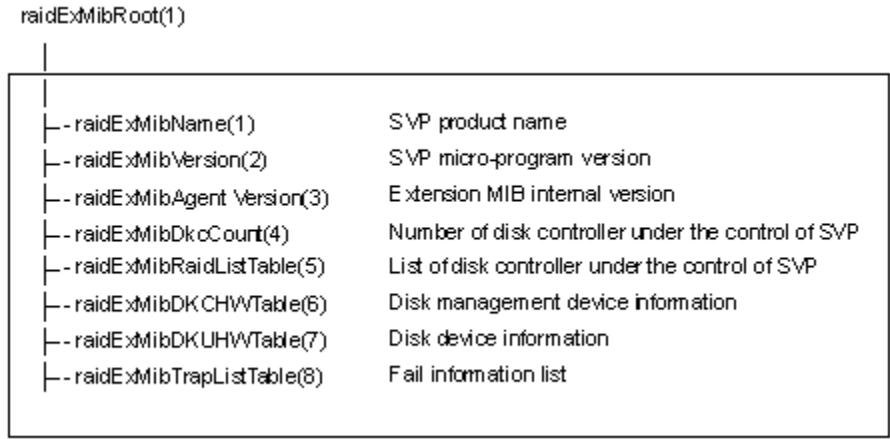 raidExMibRoot(1)
raidExMibName(1) SVP product name
raidExMibVersion(2) SVP micro-program version
raidExMibAgent Version(3) Extension MIB internal version
raidExMibDkcCount(4) Number of disk controller under the control of SVP
raidExMibRaidListTable(5) List of disk controller under the control of SVP
raidExMibDKCHWTable(6) Disk management device information
raidExMibDKUHWTable(7) Disk device information
raidExMibTrapListTable(8) Fail information list